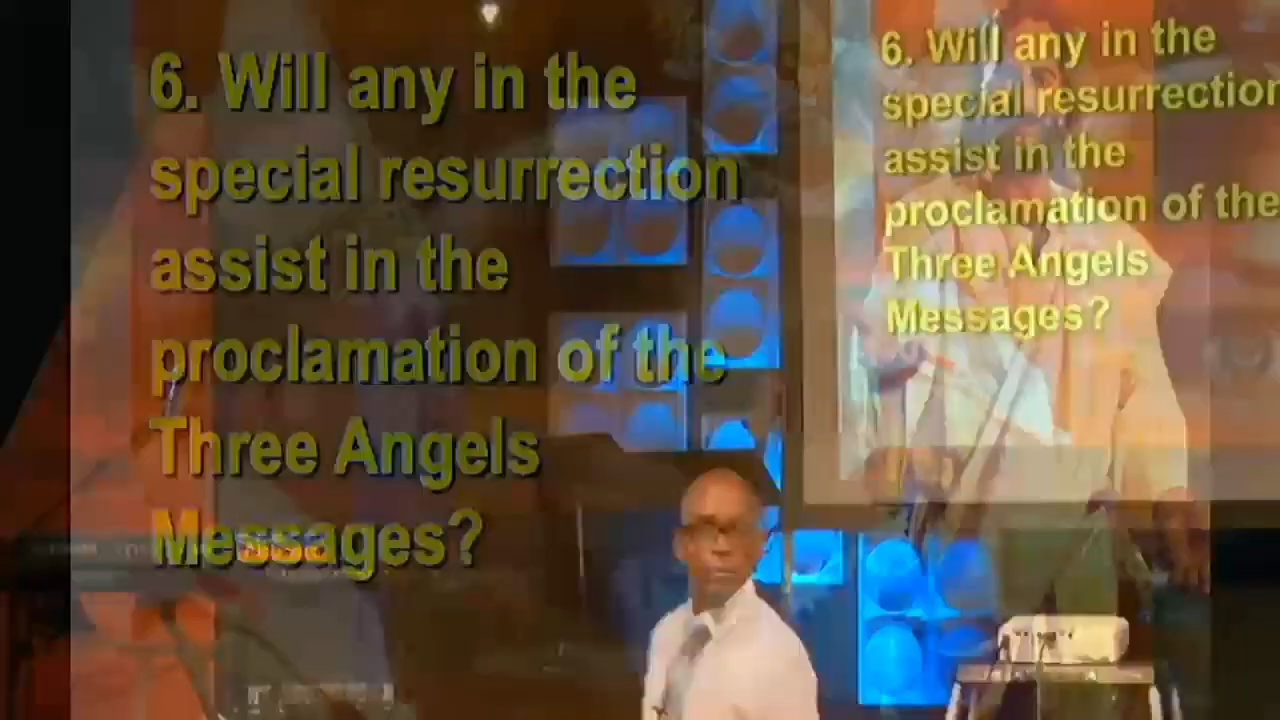 6. Will any in the
special resurrection
assist in the
proclamation of the
Three Angels
Messages?
6. Will any in the
special resurrection
assist in the
proclamation of the
Three Angels
Messages?